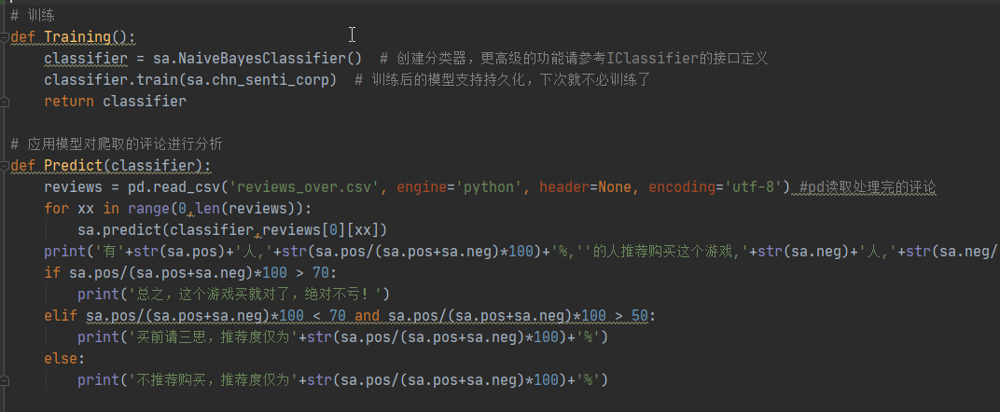 # 训练
def Training():
    classifier = sa.NaiveBayesClassifier()  # 创建分类器，更高级的功能请参考IClassifier的接口定义
    classifier.train(sa.chn_senti_corp)  # 训练后的模型支持持久化，下次就不必训练了
    return classifier
# 应用模型对爬取的评论进行分析
def Predict(classifier):
    reviews = pd.read_csv('reviews_over.csv', engine='python', header=None, encoding='utf-8') #pd读取处理完的评论
    for xx in range(0,len(reviews)):
        sa.predict(classifier,reviews[0][xx])
    print('有'+str(sa.pos)+'人,'+str(sa.pos/(sa.pos+sa.neg)*100)+'%,''的人推荐购买这个游戏,'+str(sa.neg)+'人,'+str(sa.neg/
    if sa.pos/(sa.pos+sa.neg)*100 > 70:
        print('总之，这个游戏买就对了，绝对不亏！')
    elif sa.pos/(sa.pos+sa.neg)*100 < 70 and sa.pos/(sa.pos+sa.neg)*100 > 50:
        print('买前请三思，推荐度仅为'+str(sa.pos/(sa.pos+sa.neg)*100)+'%')
    else:
        print('不推荐购买，推荐度仅为'+str(sa.pos/(sa.pos+sa.neg)*100)+'%')